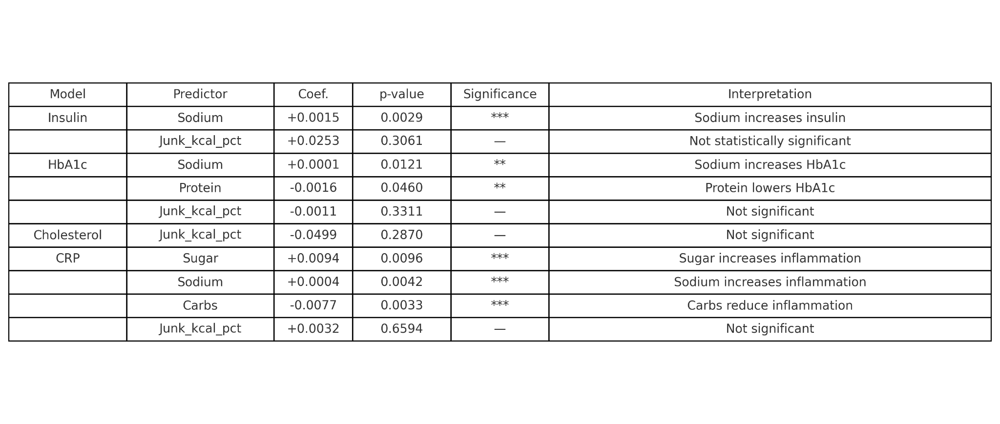 Model Predictor Coef. p-value Significance Interpretation
Insulin Sodium +0.0015 0.0029 *** Sodium increases insulin
Junk_kcal_pct +0.0253 0.3061 — Not statistically significant
HbA1c Sodium +0.0001 0.0121 ** Sodium increases HbA1c
Protein -0.0016 0.0460 ** Protein lowers HbA1c
Junk_kcal_pct -0.0011 0.3311 — Not significant
Cholesterol Junk_kcal_pct -0.0499 0.2870 — Not significant
CRP Sugar +0.0094 0.0096 *** Sugar increases inflammation
Sodium +0.0004 0.0042 *** Sodium increases inflammation
Carbs -0.0077 0.0033 *** Carbs reduce inflammation
Junk_kcal_pct +0.0032 0.6594 — Not significant